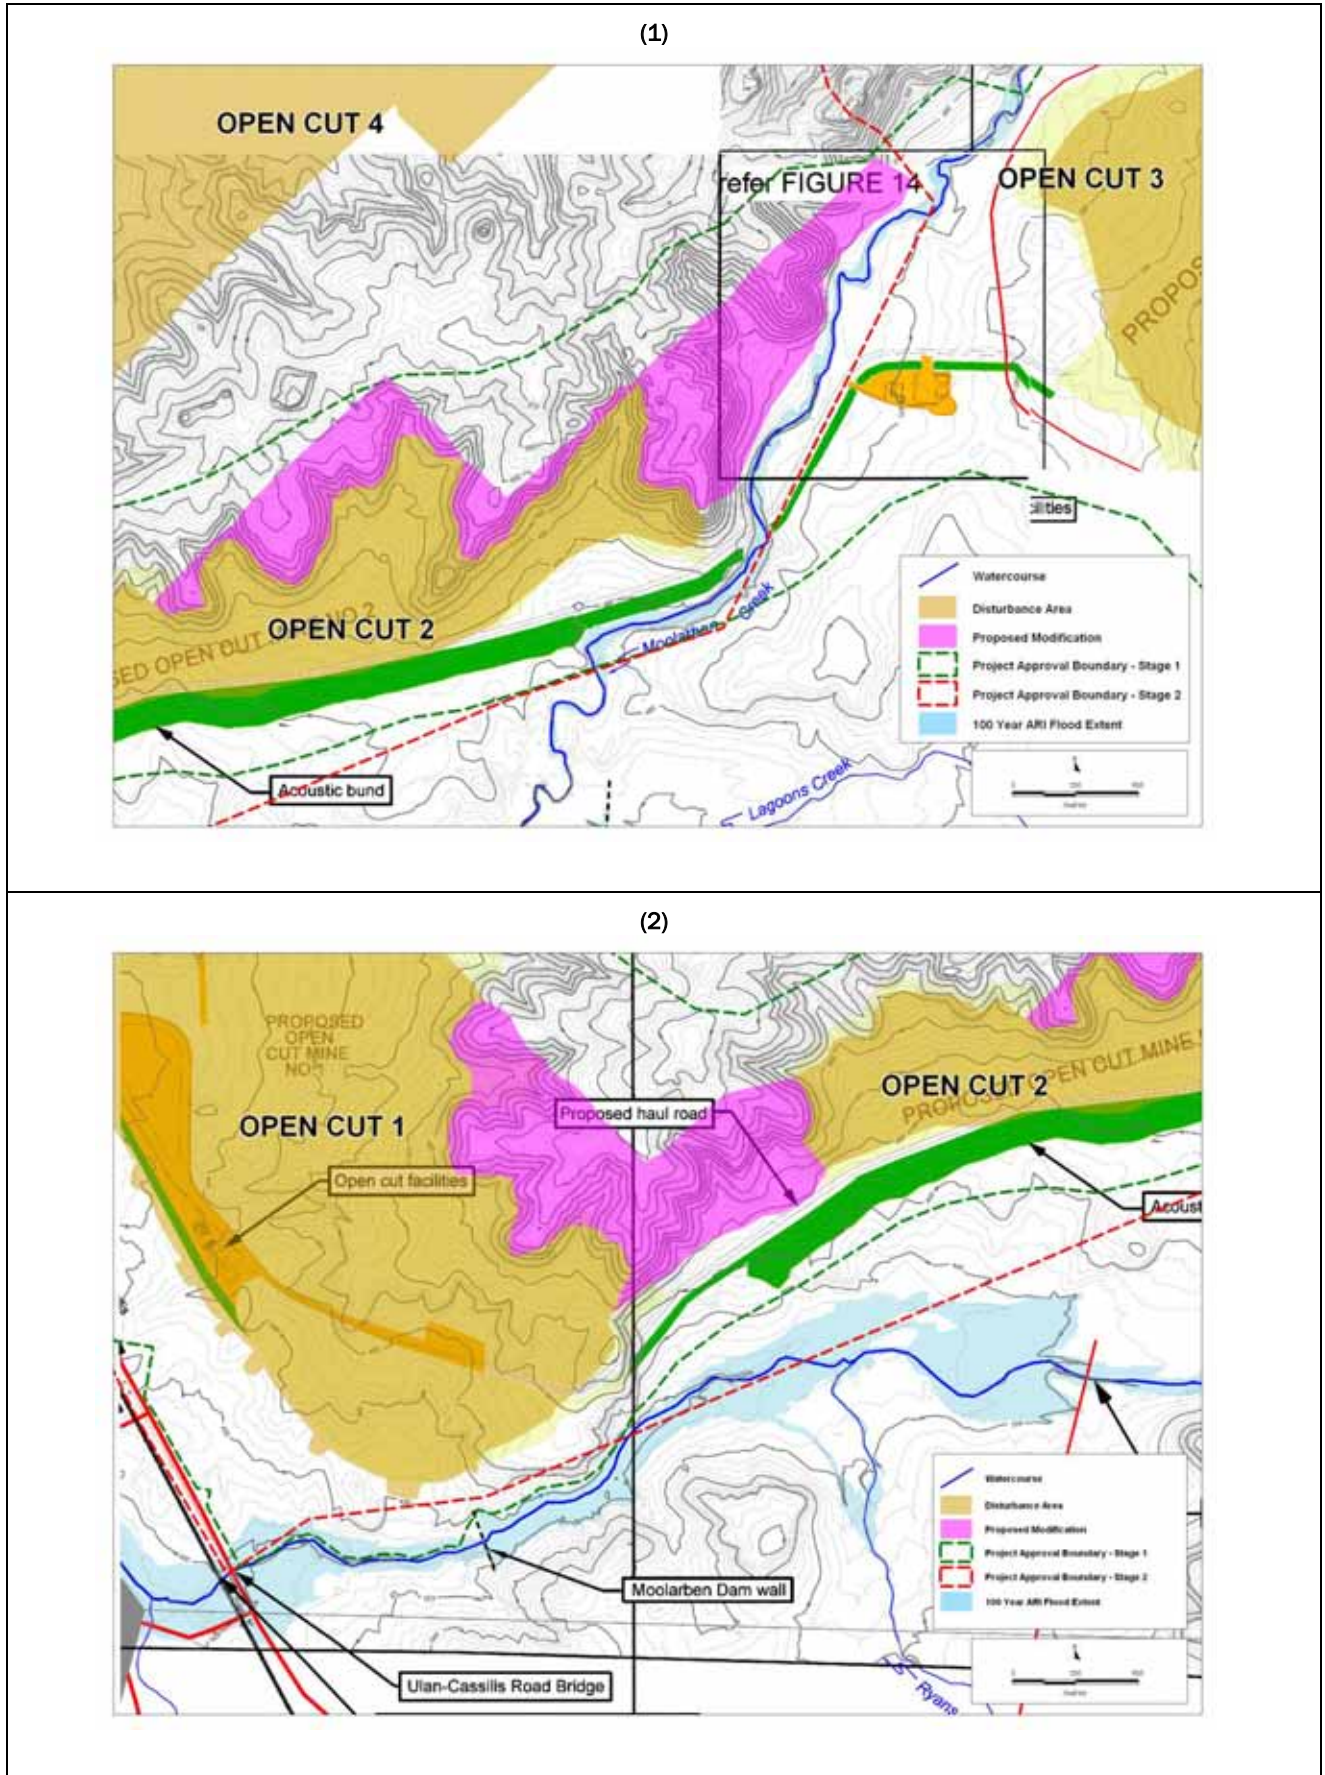 (1)
OPEN CUT 4
refer FIGURE 14
OPEN CUT 3
PROPOS
SED OPEN CUT
NO 2
OPEN CUT 2
Moolarben Creek
ilities
Acoustic bund
Lagoons Creek
Watercourse
Disturbance Area
Proposed Modification
Project Approval Boundary - Stage 1
Project Approval Boundary - Stage 2
100 Year ARI Flood Extent
(2)
PROPOSED
OPEN
CUT MINE
OPEN CUT 1
OPEN CUT 2
OPEN CUT MINE
Proposed haul road
Open cut facilities
Acoust
Moolarben Dam wall
Ulan-Cassilis Road Bridge
Ryans
Watercourse
Disturbance Area
Proposed Modification
Project Approval Boundary - Stage 1
Project Approval Boundary - Stage 2
100 Year ARI Flood Extent